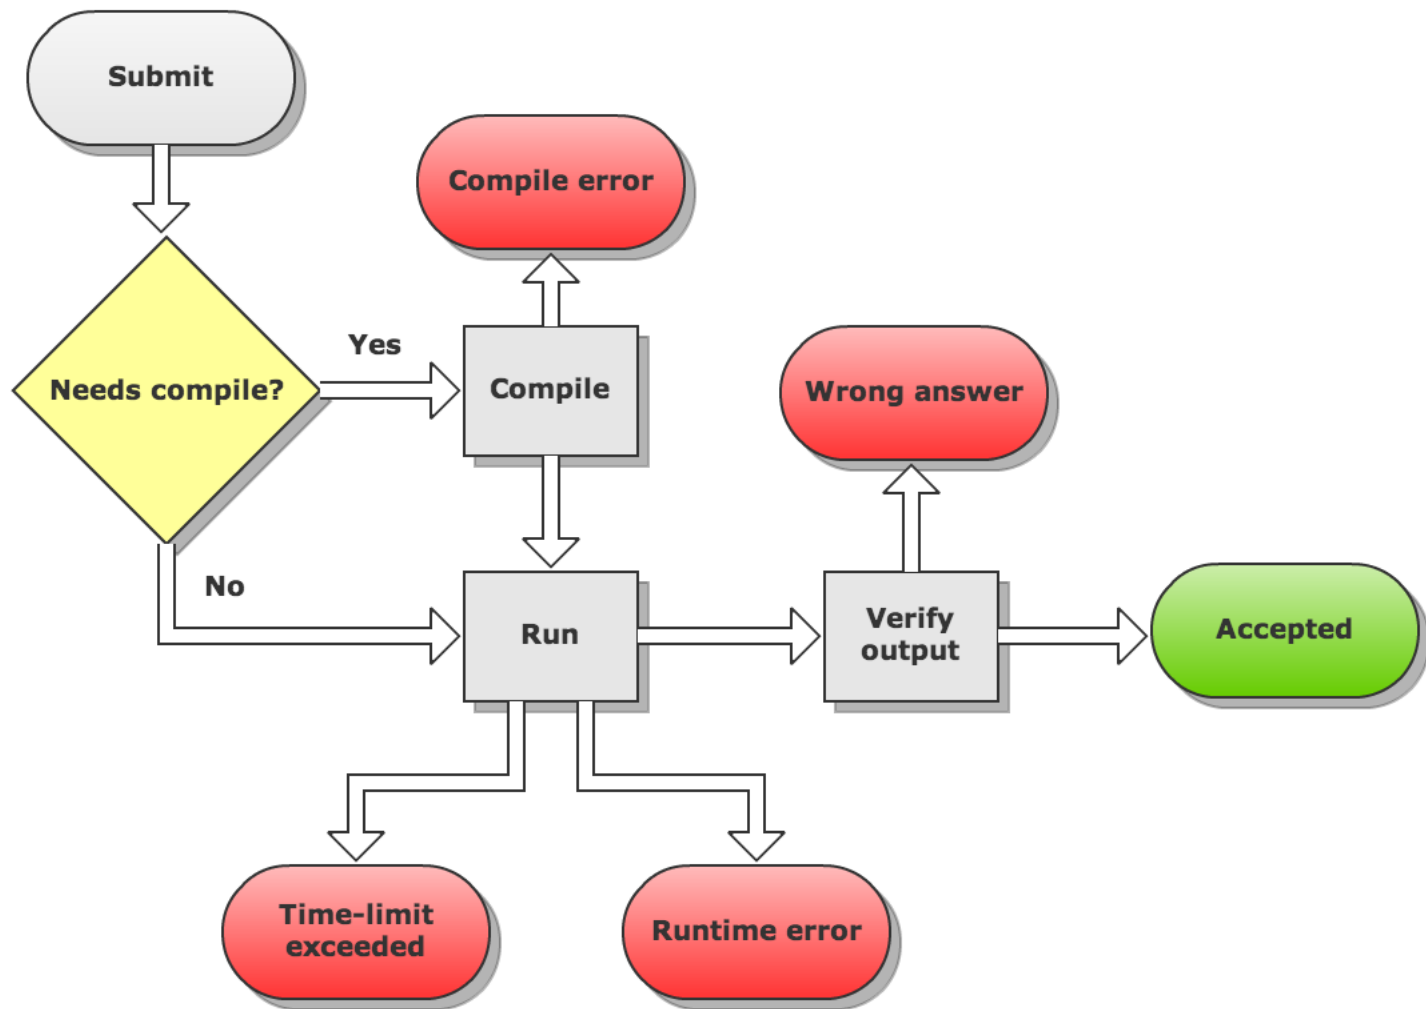 Submit
Compile error
Yes
Needs compile?
Compile
Wrong answer
No
Run
Verify
output
Accepted
Time-limit
exceeded
Runtime error